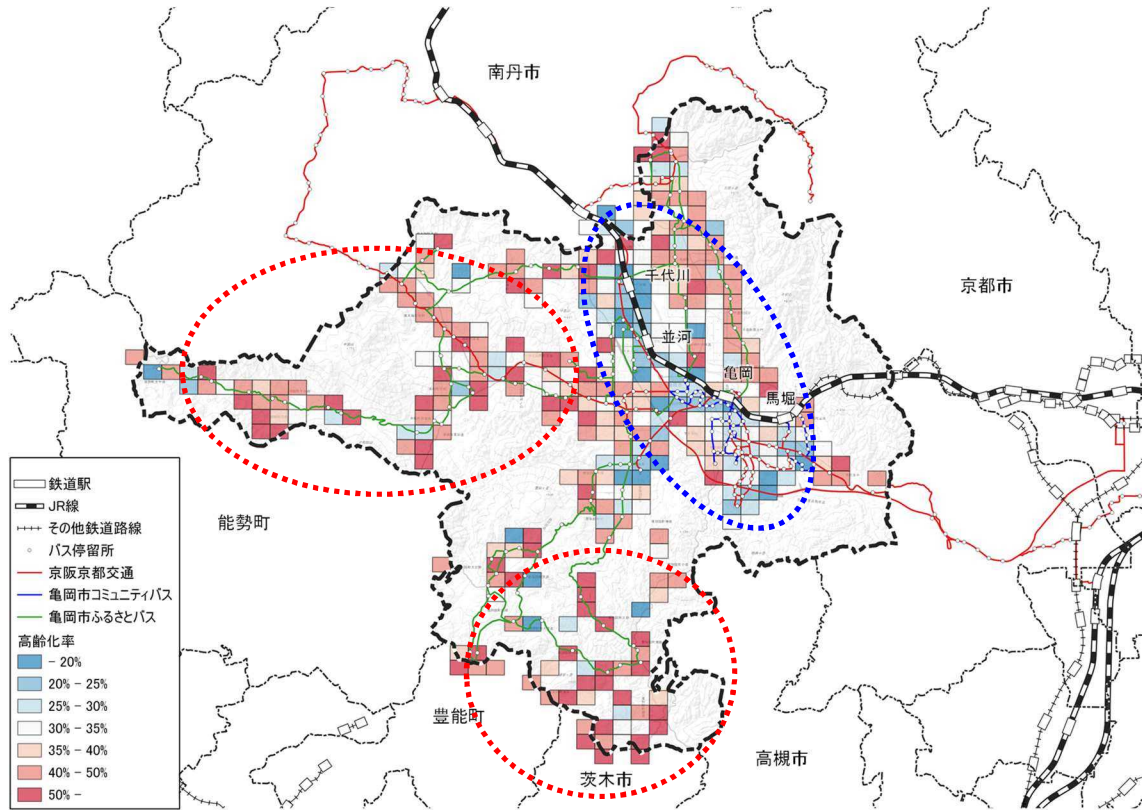 南丹市
京都市
千代川
並河
亀岡
馬堀
能勢町
豊能町
茨木市
高槻市
鉄道駅
JR線
その他鉄道路線
バス停留所
京阪京都交通
亀岡市コミュニティバス
亀岡市ふるさとバス
高齢化率
- 20%
20% - 25%
25% - 30%
30% - 35%
35% - 40%
40% - 50%
50% -